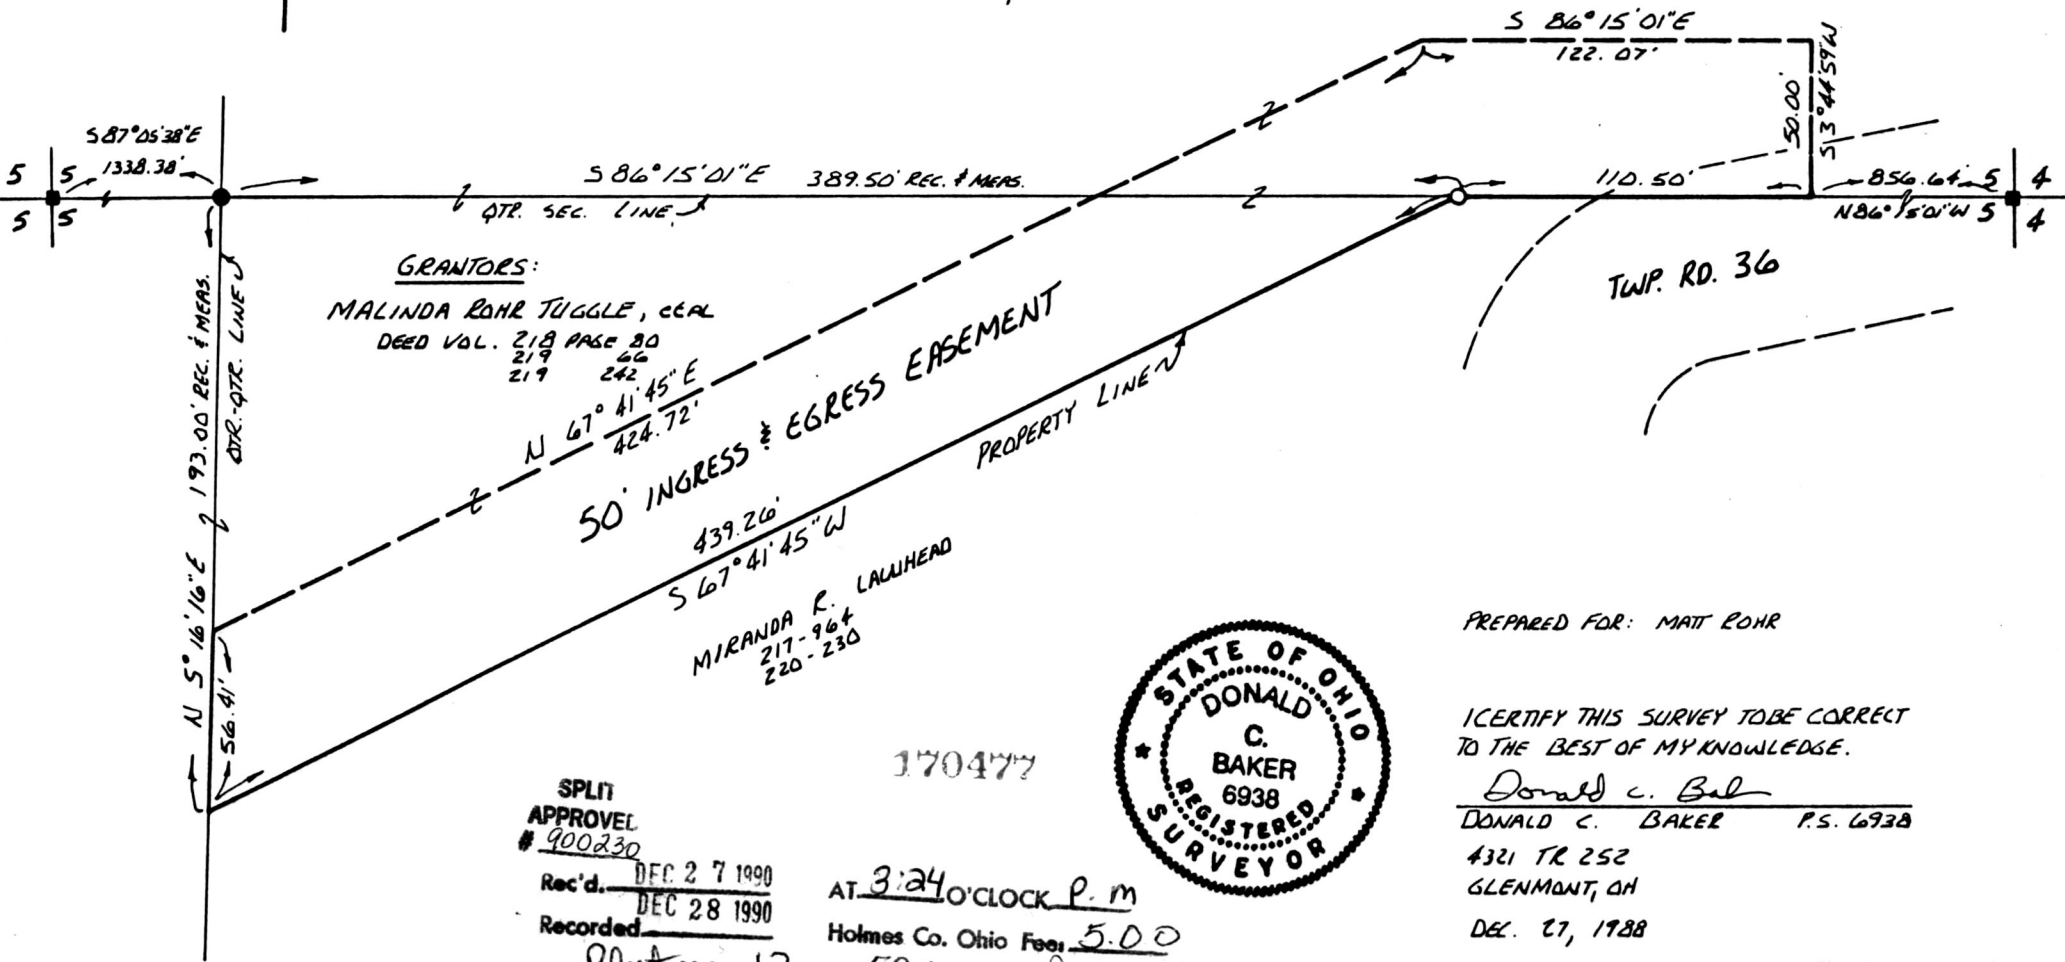 S 86° 15' 01" E
122.07'
50.00'
S 3° 44' 59" W
S 87° 05' 38" E
1338.38'
5 5
5 5
S 86° 15' 01" E 389.50' REC. & MEAS.
QTR. SEC. LINE
110.50'
856.64
5 4
N 86° 15' 01" W 5 4
TWP. RD. 36
GRANTORS:
MALINDA ROHR TUGGLE, et al
DEED VOL. 218 PAGE 80
219 66
219 242
N 5° 16' 16" E 193.00' REC. & MEAS.
QTR.-QTR. LINE
56.41'
N 67° 41' 45" E
424.72'
50' INGRESS & EGRESS EASEMENT
PROPERTY LINE
439.26'
S 67° 41' 45" W
MIRANDA R. LAWHEAD
217-964
220-230
PREPARED FOR: MATT ROHR
STATE OF OHIO
DONALD
C.
BAKER
6938
REGISTERED
SURVEYOR
I CERTIFY THIS SURVEY TO BE CORRECT
TO THE BEST OF MY KNOWLEDGE.
Donald C.
DONALD C. BAKER P.S. 6938
4321 TR 252
GLENMONT, OH
DEC. 27, 1988
170477
SPLIT
APPROVED
# 900230
Rec'd. DEC 27 1990 AT 3:24 O'CLOCK P. M
Recorded DEC 28 1990
Holmes Co. Ohio Fee: 5.00